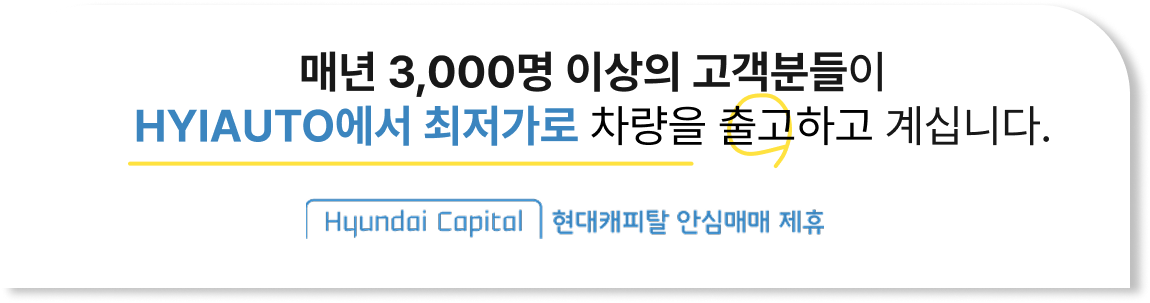 매년 3,000명 이상의 고객분들이
HYIAUTO에서 최저가로 차량을 출고하고 계십니다.
Hyundai Capital 현대캐피탈 안심매매 제휴